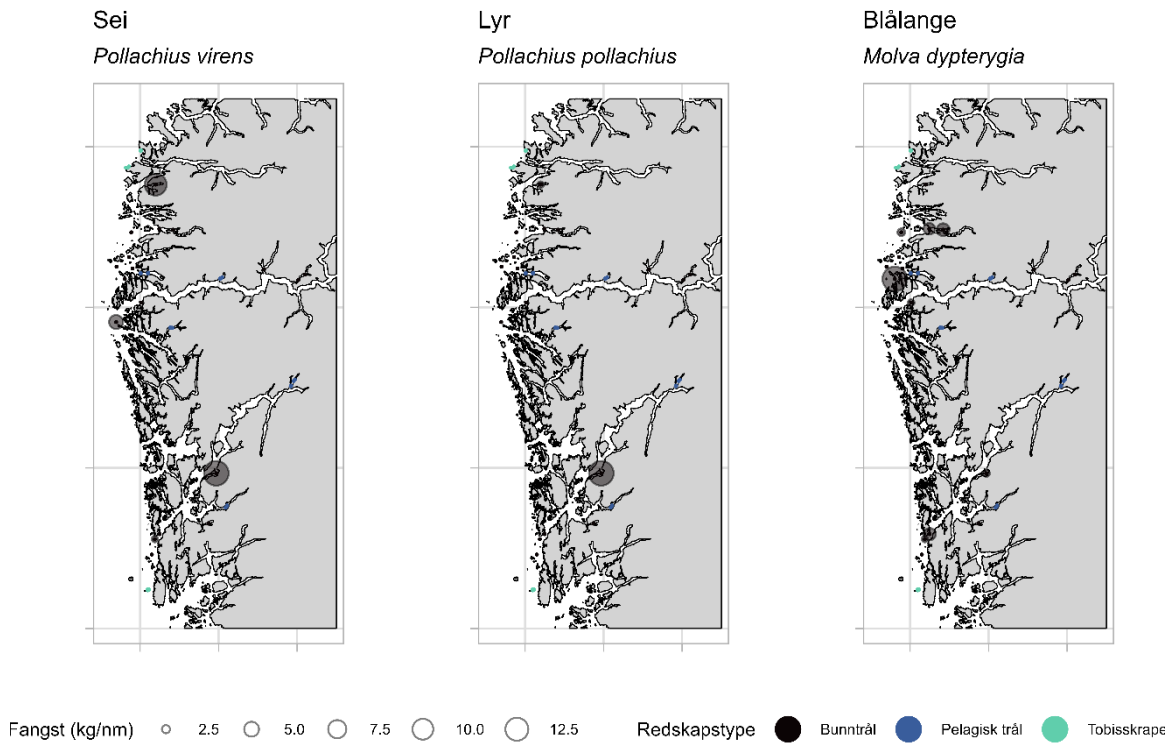 Sei
Pollachius virens
Lyr
Pollachius pollachius
Blålange
Molva dypterygia
Fangst (kg/nm) 2.5 5.0 7.5 10.0 12.5 Redskapstype Bunntrål Pelagisk trål Tobisskrape